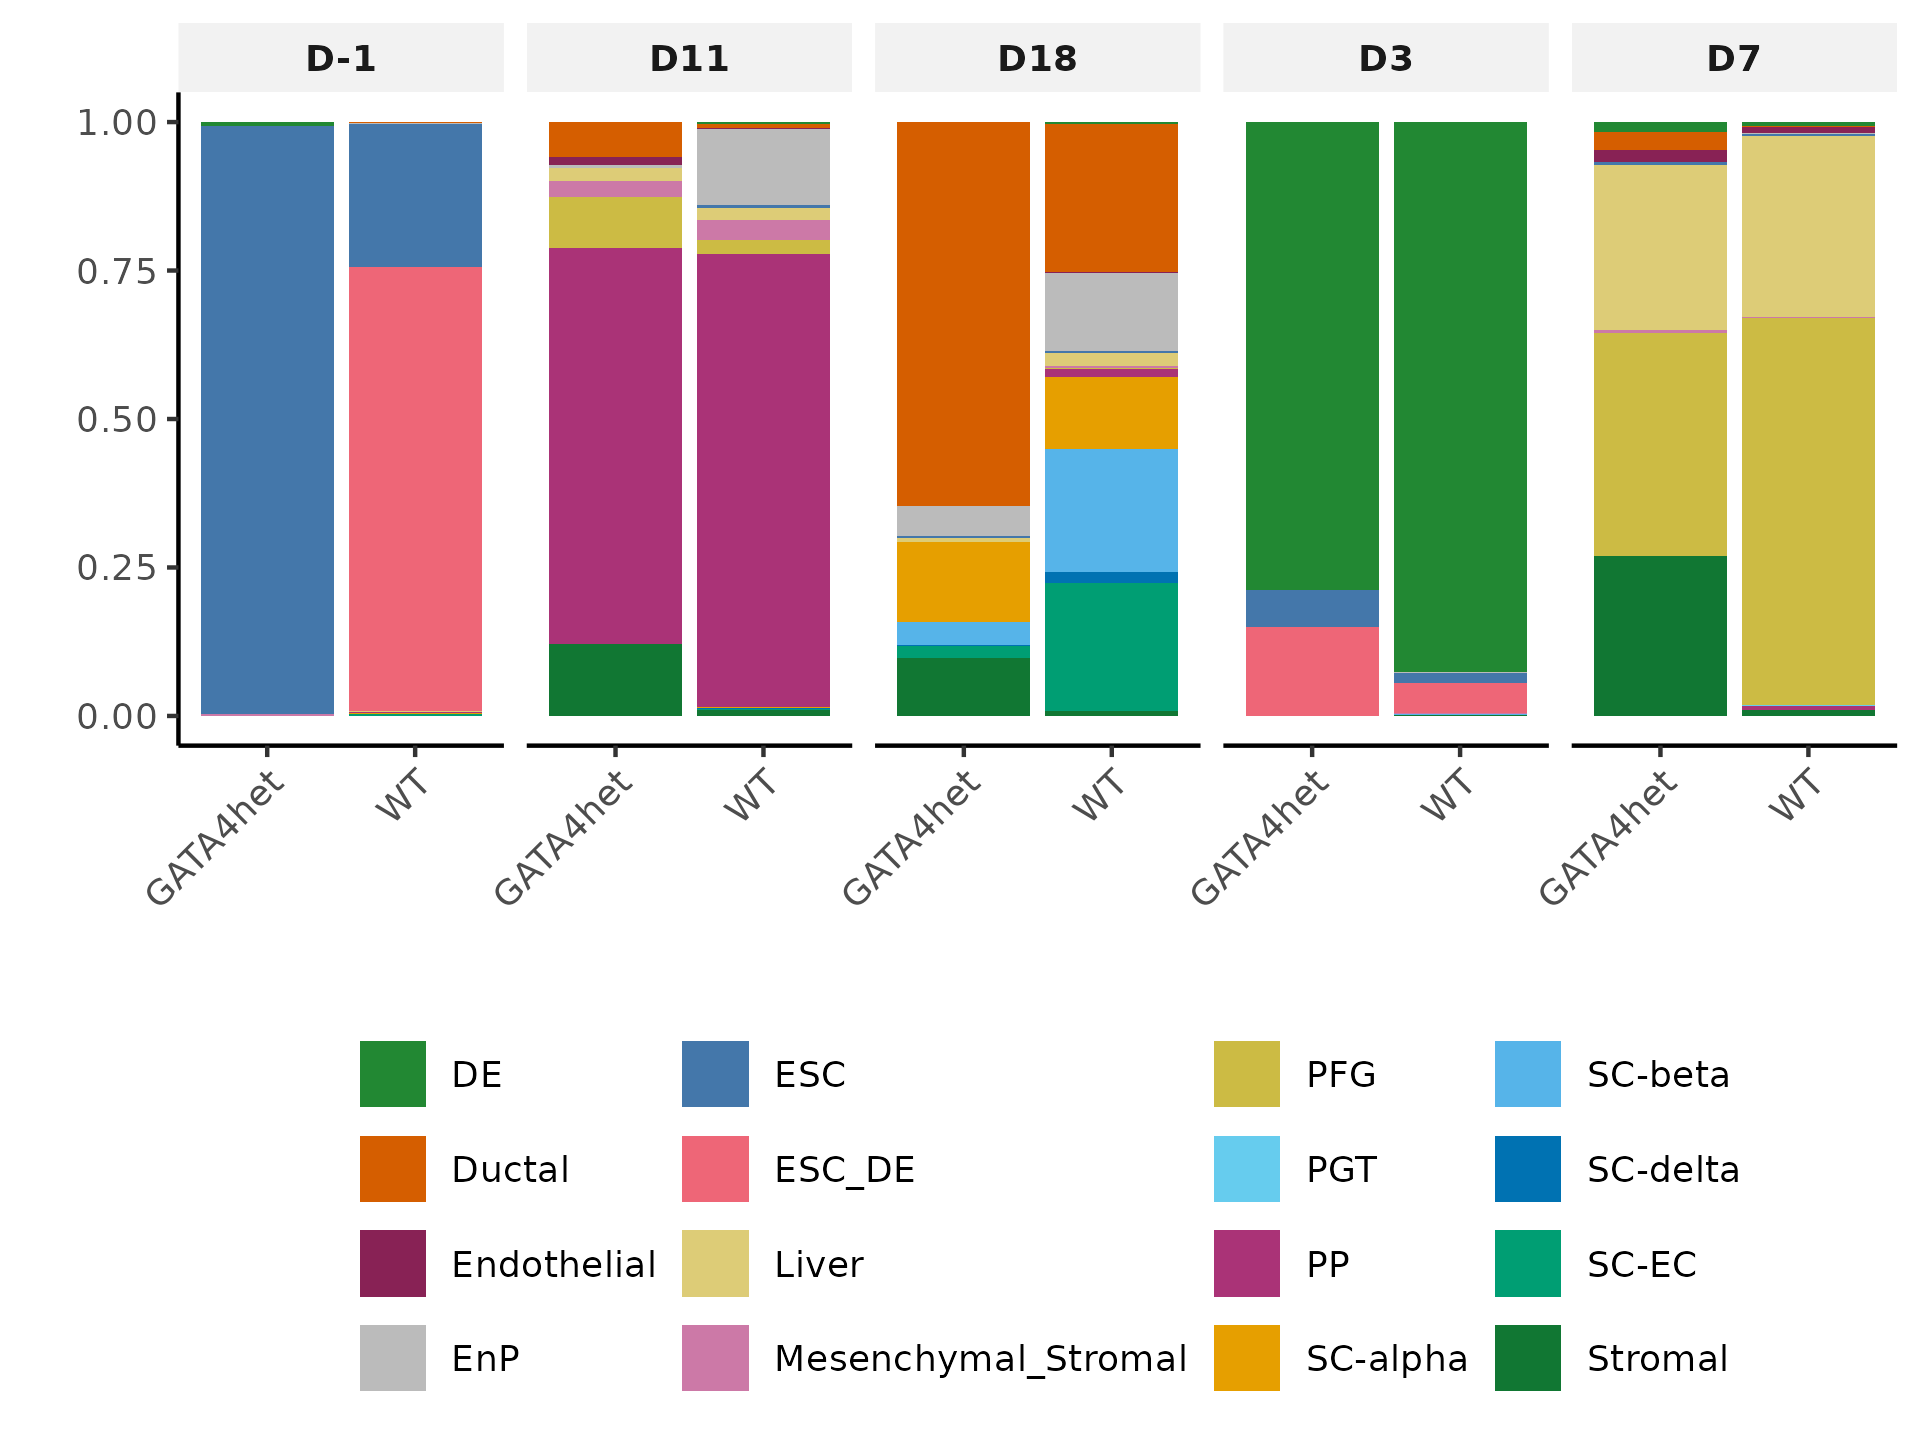 D-1 D11 D18 D3 D7
1.00
0.75
0.50
0.25
0.00
GATA4het WT GATA4het WT GATA4het WT GATA4het WT GATA4het WT
DE ESC PFG SC-beta
Ductal ESC_DE PGT SC-delta
Endothelial Liver PP SC-EC
EnP Mesenchymal_Stromal SC-alpha Stromal